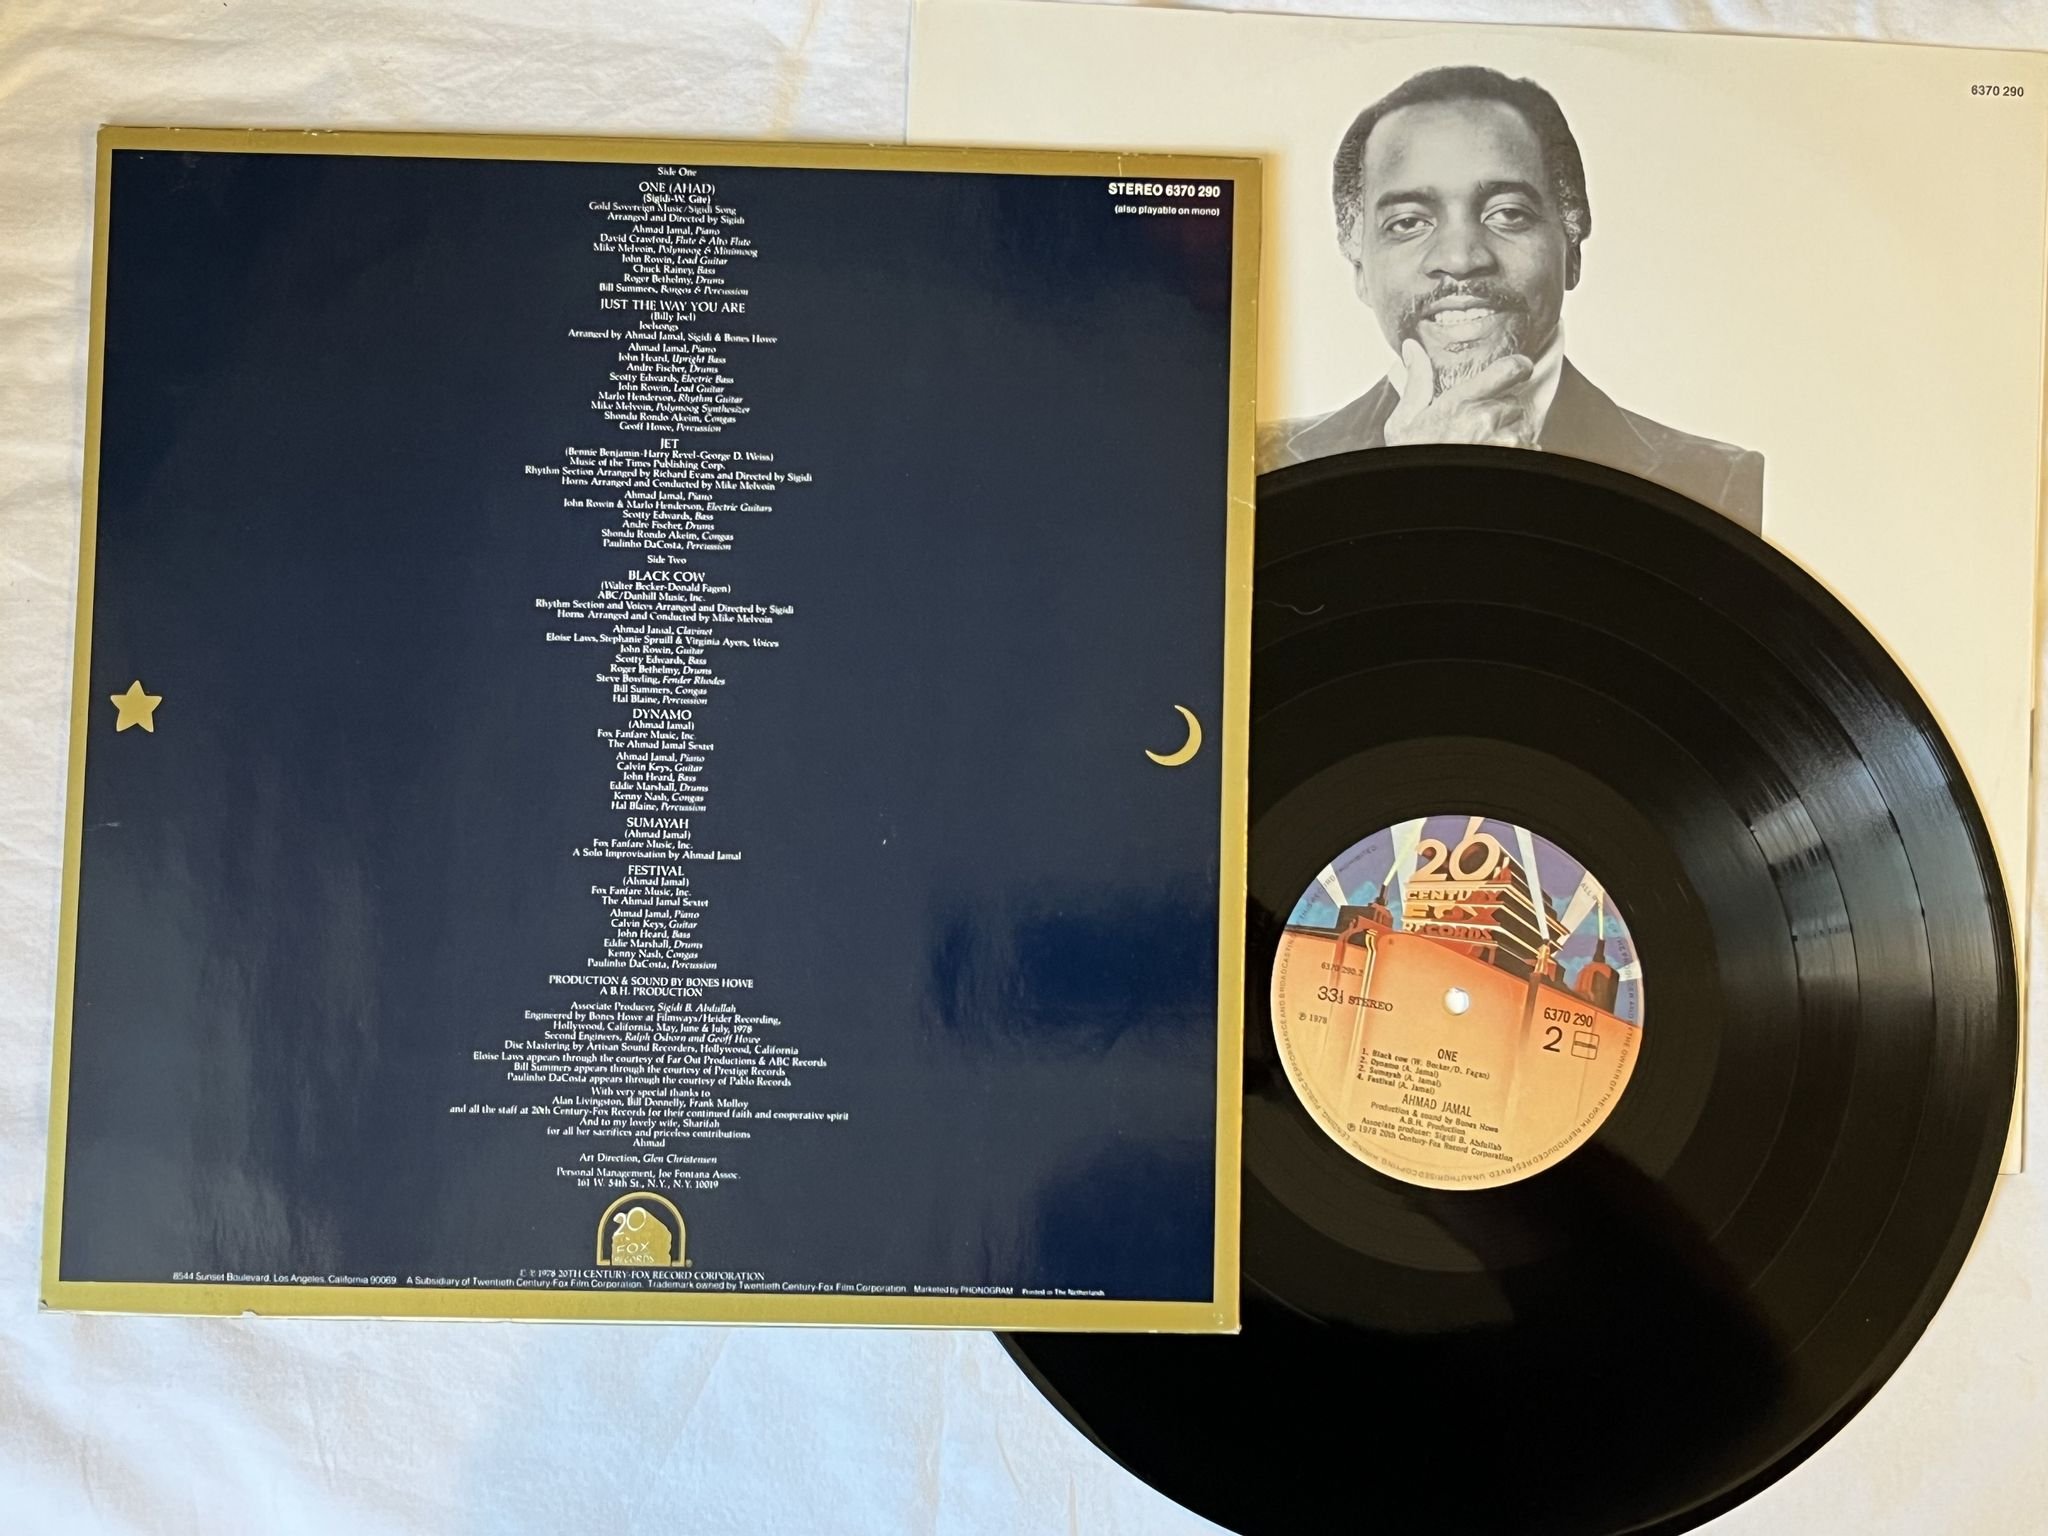 Side One
ONE (AHAD)
(Sigidi-W. Gite)
Gold Sovereign Music/Sigidi Song
Arranged and Directed by Sigidi
Ahmad Jamal, Piano
David Crawford, Flute & Alto Flute
Mike Melvoin, Polymoog & Minimoog
John Rowin, Lead Guitar
Chuck Rainey, Bass
Roger Bethelmy, Drums
Bill Summers, Bongos & Percussion
JUST THE WAY YOU ARE
(Billy Joel)
Joelsongs
Arranged by Ahmad Jamal, Sigidi & Bones Howe
Ahmad Jamal, Piano
John Heard, Upright Bass
Andre Fischer, Drums
Scotty Edwards, Electric Bass
John Rowin, Lead Guitar
Marlo Henderson, Rhythm Guitar
Mike Melvoin, Polymoog Synthesizer
Shondu Rondo Akeim, Congas
Geoff Howe, Percussion
JET
(Bennie Benjamin-Harry Revel-George D. Weiss)
Music of the Times Publishing Corp.
Rhythm Section Arranged by Richard Evans and Directed by Sigidi
Horns Arranged and Conducted by Mike Melvoin
Ahmad Jamal, Piano
John Rowin & Marlo Henderson, Electric Guitars
Scotty Edwards, Bass
Andre Fischer, Drums
Shondu Rondo Akeim, Congas
Paulinho DaCosta, Percussion
Side Two
BLACK COW
(Walter Becker-Donald Fagen)
ABC/Dunhill Music, Inc.
Rhythm Section and Voices Arranged and Directed by Sigidi
Horns Arranged and Conducted by Mike Melvoin
Ahmad Jamal, Clavinet
Eloise Laws, Stephanie Spruill & Virginia Ayers, Voices
John Rowin, Guitar
Scotty Edwards, Bass
Roger Bethelmy, Drums
Steve Bowling, Fender Rhodes
Bill Summers, Congas
Hal Blaine, Percussion
DYNAMO
(Ahmad Jamal)
Fox Fanfare Music, Inc.
The Ahmad Jamal Sextet
Ahmad Jamal, Piano
Calvin Keys, Guitar
John Heard, Bass
Eddie Marshall, Drums
Kenny Nash, Congas
Hal Blaine, Percussion
SUMAYAH
(Ahmad Jamal)
Fox Fanfare Music, Inc.
A Solo Improvisation by Ahmad Jamal
FESTIVAL
(Ahmad Jamal)
Fox Fanfare Music, Inc.
The Ahmad Jamal Sextet
Ahmad Jamal, Piano
Calvin Keys, Guitar
John Heard, Bass
Eddie Marshall, Drums
Kenny Nash, Congas
Paulinho DaCosta, Percussion
PRODUCTION & SOUND BY BONES HOWE
A B.H. PRODUCTION
Associate Producer, Sigidi B. Abdullah
Engineered by Bones Howe at Filmways/Heider Recording,
Hollywood, California, May, June & July, 1978
Second Engineers, Ralph Osborn and Geoff Howe
Disc Mastering by Artisan Sound Recorders, Hollywood, California
Eloise Laws appears through the courtesy of Far Out Productions & ABC Records
Bill Summers appears through the courtesy of Prestige Records
Paulinho DaCosta appears through the courtesy of Pablo Records
With very special thanks to
Alan Livingston, Bill Donnelly, Frank Molloy
and all the staff at 20th Century-Fox Records for their continued faith and cooperative spirit
And to my lovely wife, Sharifah
for all her sacrifices and priceless contributions
Ahmad
Art Direction, Glen Christensen
Personal Management, Joe Fontana Assoc.
161 W. 54th St., N.Y., N.Y. 10019
20
FOX
RECORDS
© ℗ 1978 20TH CENTURY-FOX RECORD CORPORATION
8544 Sunset Boulevard, Los Angeles, California 90069. A Subsidiary of Twentieth Century-Fox Film Corporation. Trademark owned by Twentieth Century-Fox Film Corporation. Marketed by PHONOGRAM Printed in The Netherlands
STEREO 6370 290
(also playable on mono)
6370 290
20th
CENTURY
FOX
RECORDS
6370 290.2
33⅓ STEREO
℗ 1978
6370 290
2
ONE
1. Black cow (W. Becker/D. Fagan)
2. Dynamo (A. Jamal)
2. Sumayah (A. Jamal)
4. Festival (A. Jamal)
AHMAD JAMAL
Production & sound by Bones Howe
A.B.H. Production
Associate producer: Sigidi B. Abdullah
℗ 1978 20th Century-Fox Record Corporation